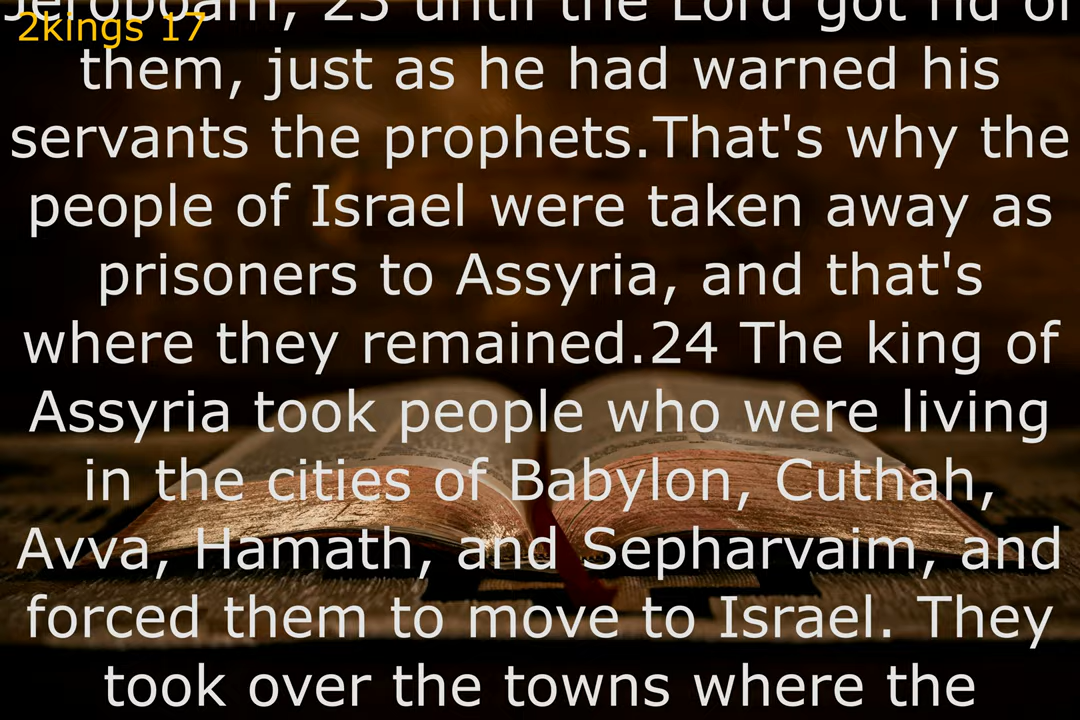 Jeroboam, 23 until the Lord got rid of
2kings 17
them, just as he had warned his
servants the prophets.That's why the
people of Israel were taken away as
prisoners to Assyria, and that's
where they remained.24 The king of
Assyria took people who were living
in the cities of Babylon, Cuthah,
Avva, Hamath, and Sepharvaim, and
forced them to move to Israel. They
took over the towns where the